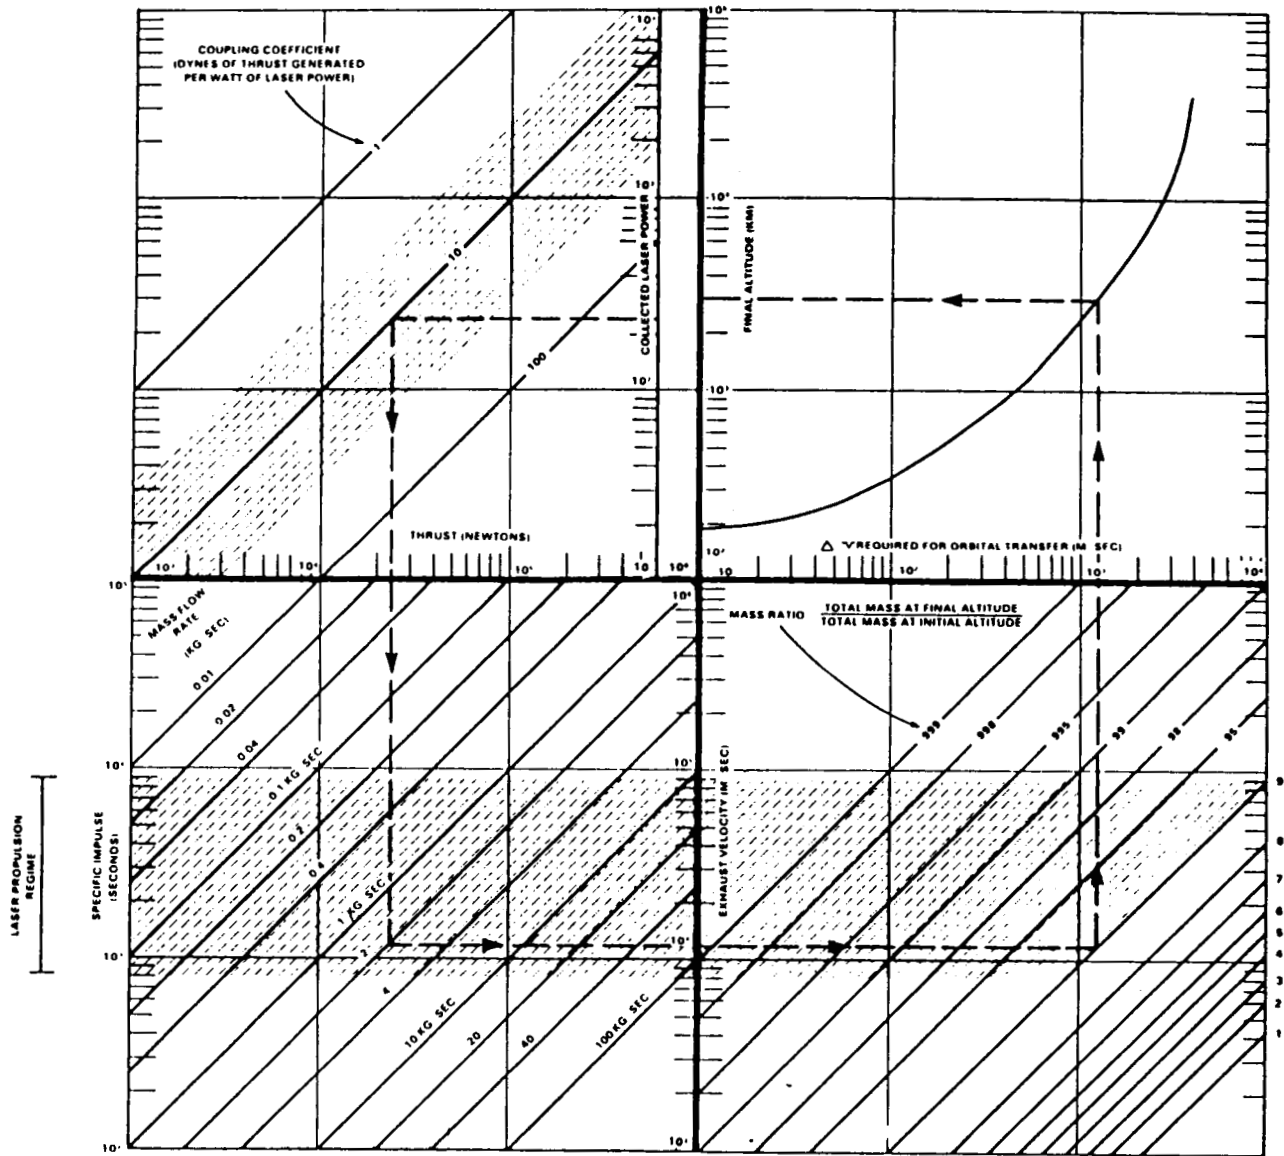 COUPLING COEFFICIENT
(DYNES OF THRUST GENERATED
PER WATT OF LASER POWER)
1
10
100
COLLECTED LASER POWER
THRUST (NEWTONS)
FINAL ALTITUDE (KM)
△ V REQUIRED FOR ORBITAL TRANSFER (M SEC)
MASS FLOW
RATE
(KG SEC)
0 01
0 02
0 04
0 1 KG SEC
0 2
0 4
1 KG SEC
2
4
10 KG SEC
20
40
100 KG SEC
SPECIFIC IMPULSE
(SECONDS)
LASER PROPULSION
REGIME
MASS RATIO
TOTAL MASS AT FINAL ALTITUDE
TOTAL MASS AT INITIAL ALTITUDE
EXHAUST VELOCITY (M SEC)
999
998
995
99
98
95
9
8
7
6
5
4
3
2
1